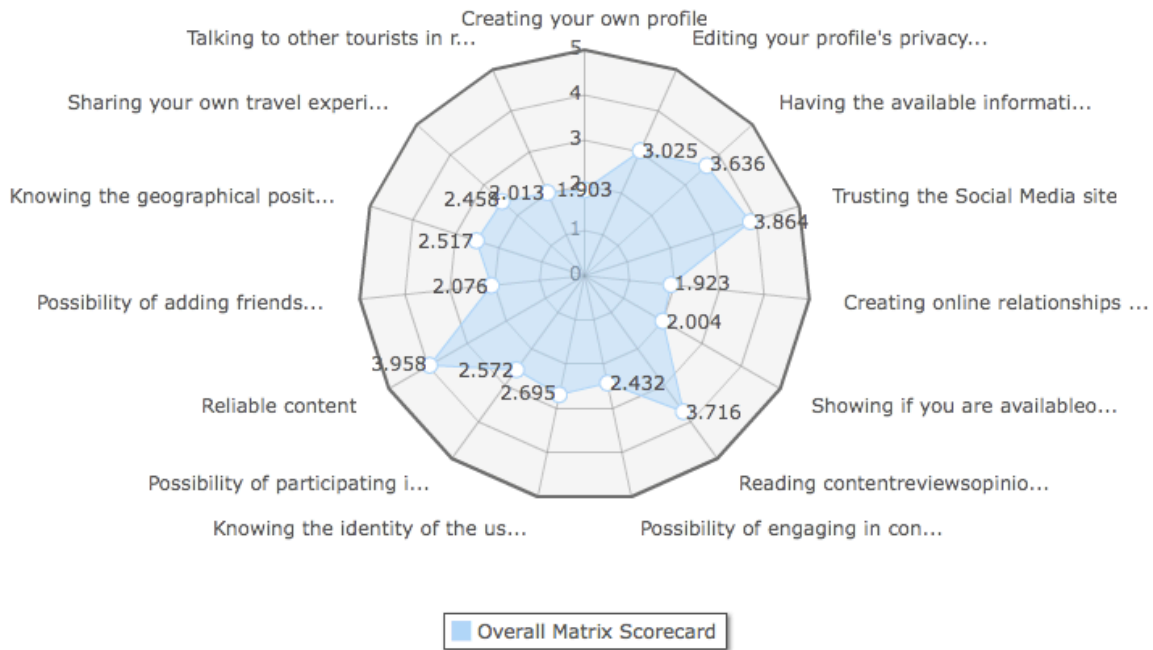 Creating your own profile
Talking to other tourists in r...
Editing your profile's privacy...
5
Sharing your own travel experi...
Having the available informati...
4
3
3.025
3.636
2
Knowing the geographical posit...
2.458
2.013
1.903
Trusting the Social Media site
3.864
1
2.517
0
2.076
1.923
Possibility of adding friends...
Creating online relationships ...
2.004
3.958
2.572
2.432
2.695
3.716
Reliable content
Showing if you are availableo...
Possibility of participating i...
Reading contentreviewsopinio...
Knowing the identity of the us...
Possibility of engaging in con...
Overall Matrix Scorecard